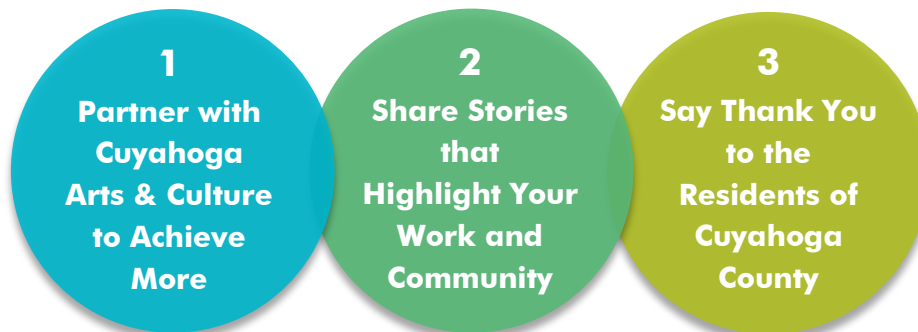 1
Partner with
Cuyahoga
Arts & Culture
to Achieve
More
2
Share Stories
that
Highlight Your
Work and
Community
3
Say Thank You
to the
Residents of
Cuyahoga
County